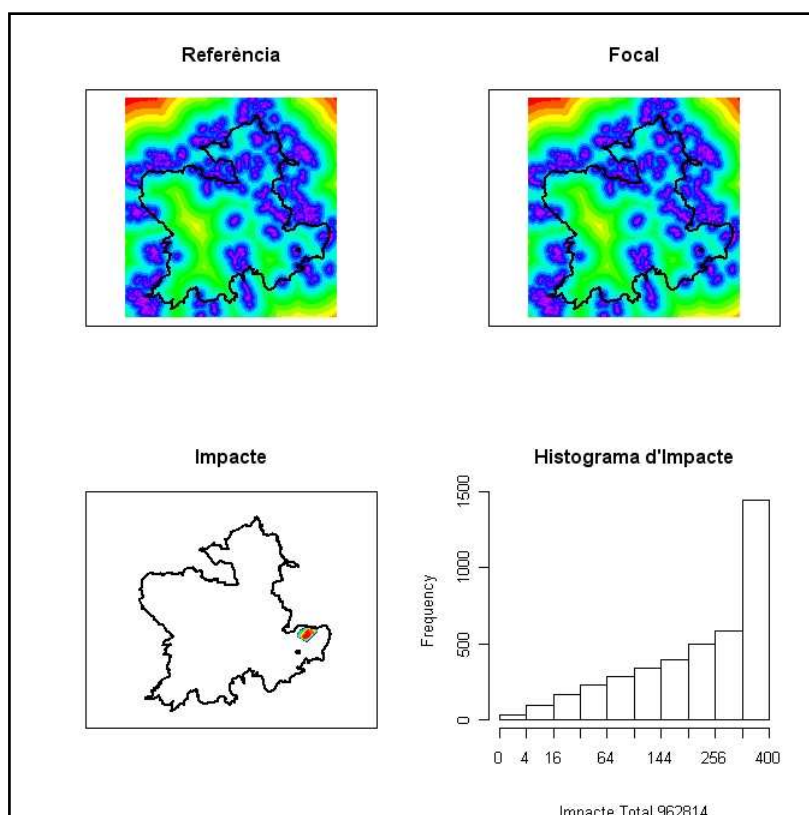 Referència
Focal
Impacte
Histograma d'Impacte
Frequency
0
500
1000
1500
0 4 16 64 144 256 400
Impacte Total 962814